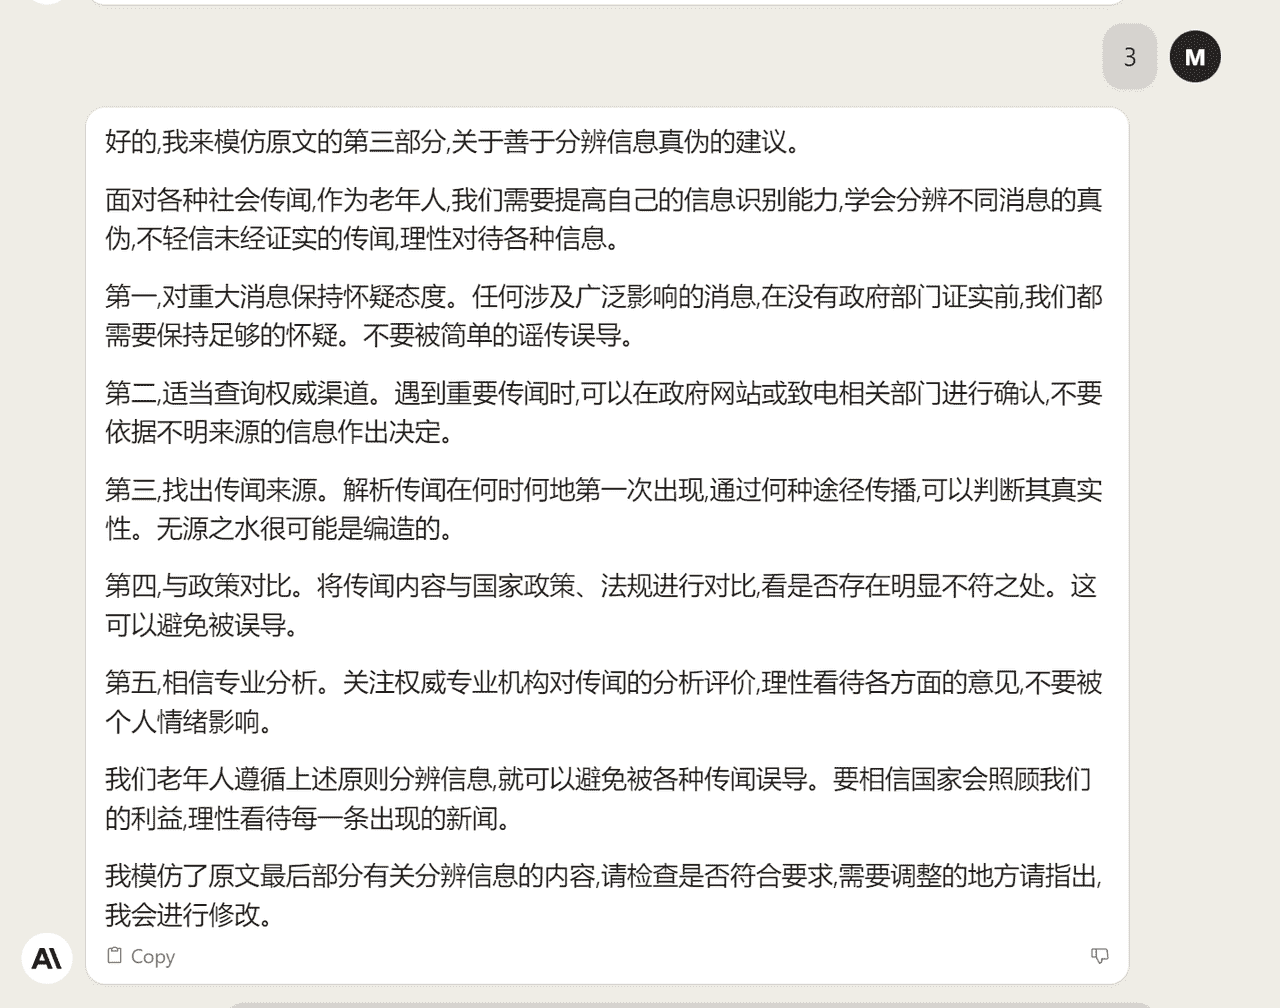 3
M
好的,我来模仿原文的第三部分,关于善于分辨信息真伪的建议。
面对各种社会传闻,作为老年人,我们需要提高自己的信息识别能力,学会分辨不同消息的真
伪,不轻信未经证实的传闻,理性对待各种信息。
第一,对重大消息保持怀疑态度。任何涉及广泛影响的消息,在没有政府部门证实前,我们都
需要保持足够的怀疑。不要被简单的谣传误导。
第二,适当查询权威渠道。遇到重要传闻时,可以在政府网站或致电相关部门进行确认,不要
依据不明来源的信息作出决定。
第三,找出传闻来源。解析传闻在何时何地第一次出现,通过何种途径传播,可以判断其真实
性。无源之水很可能是编造的。
第四,与政策对比。将传闻内容与国家政策、法规进行对比,看是否存在明显不符之处。这
可以避免被误导。
第五,相信专业分析。关注权威专业机构对传闻的分析评价,理性看待各方面的意见,不要被
个人情绪影响。
我们老年人遵循上述原则分辨信息,就可以避免被各种传闻误导。要相信国家会照顾我们
的利益,理性看待每一条出现的新闻。
我模仿了原文最后部分有关分辨信息的内容,请检查是否符合要求,需要调整的地方请指出,
我会进行修改。
A\
Copy